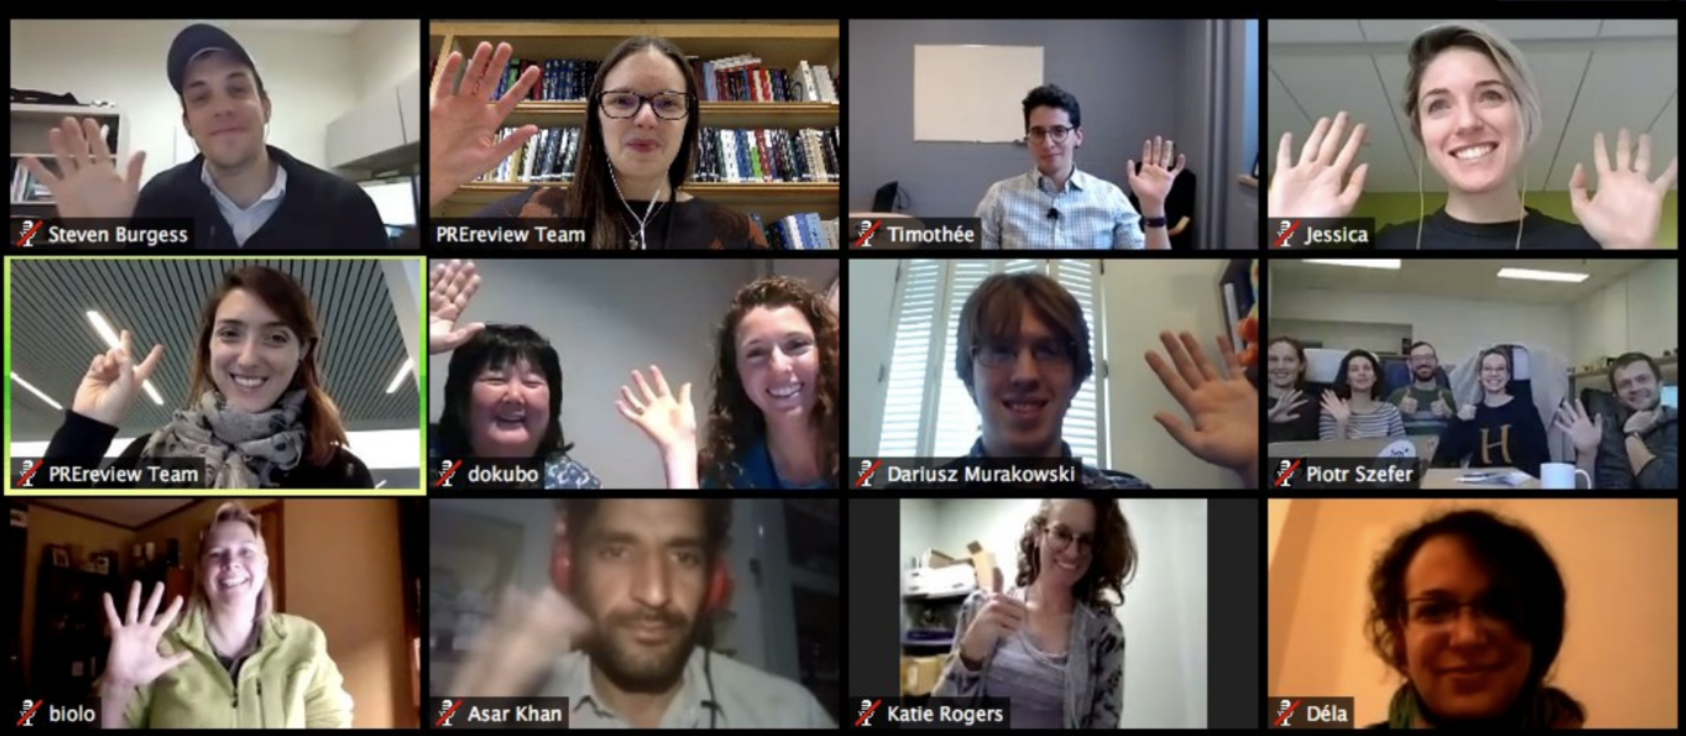 Steven Burgess
PREreview Team
Timothée
Jessica
PREreview Team
dokubo
Dariusz Murakowski
Piotr Szefer
H
biolo
Asar Khan
Katie Rogers
Déla